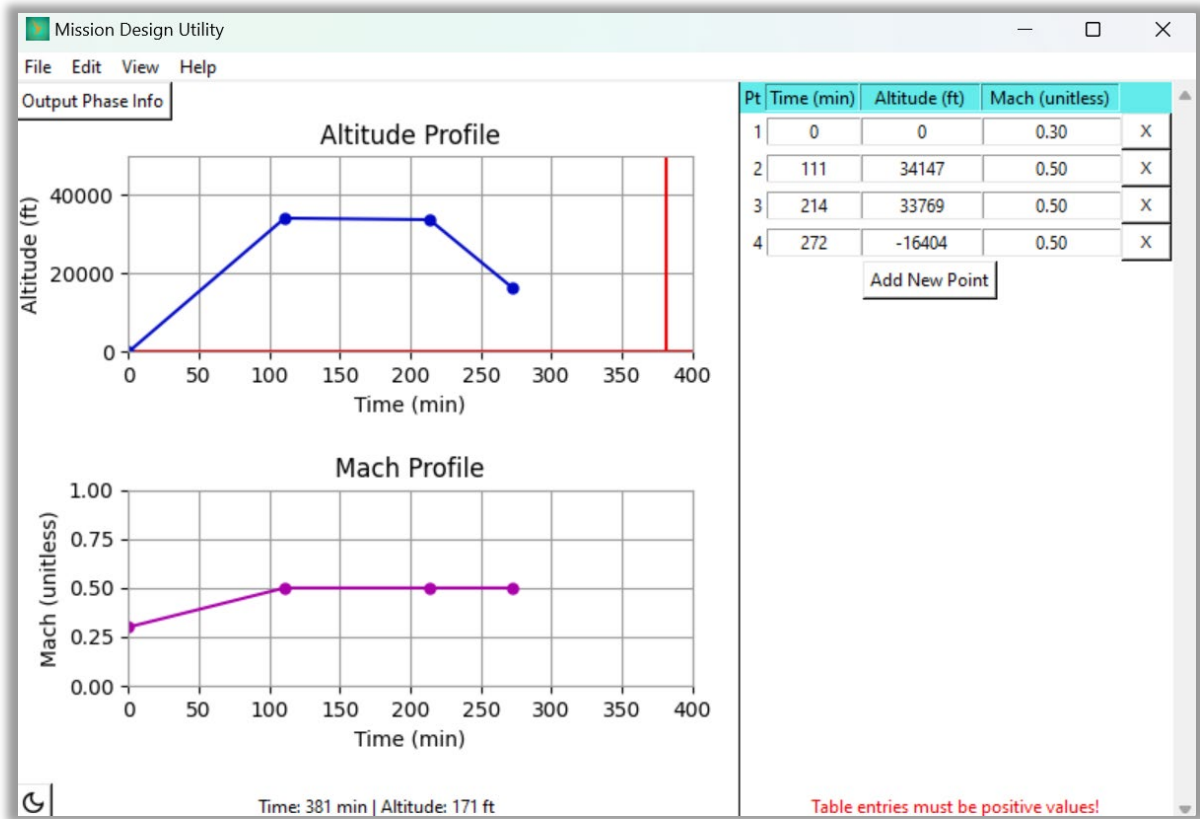 Mission Design Utility
File Edit View Help
Output Phase Info
Altitude Profile
Altitude (ft)
40000
20000
0
0 50 100 150 200 250 300 350 400
Time (min)
Mach Profile
Mach (unitless)
1.00
0.75
0.50
0.25
0.00
0 50 100 150 200 250 300 350 400
Time (min)
Time: 381 min | Altitude: 171 ft
Pt Time (min) Altitude (ft) Mach (unitless)
1 0 0 0.30 X
2 111 34147 0.50 X
3 214 33769 0.50 X
4 272 -16404 0.50 X
Add New Point
Table entries must be positive values!